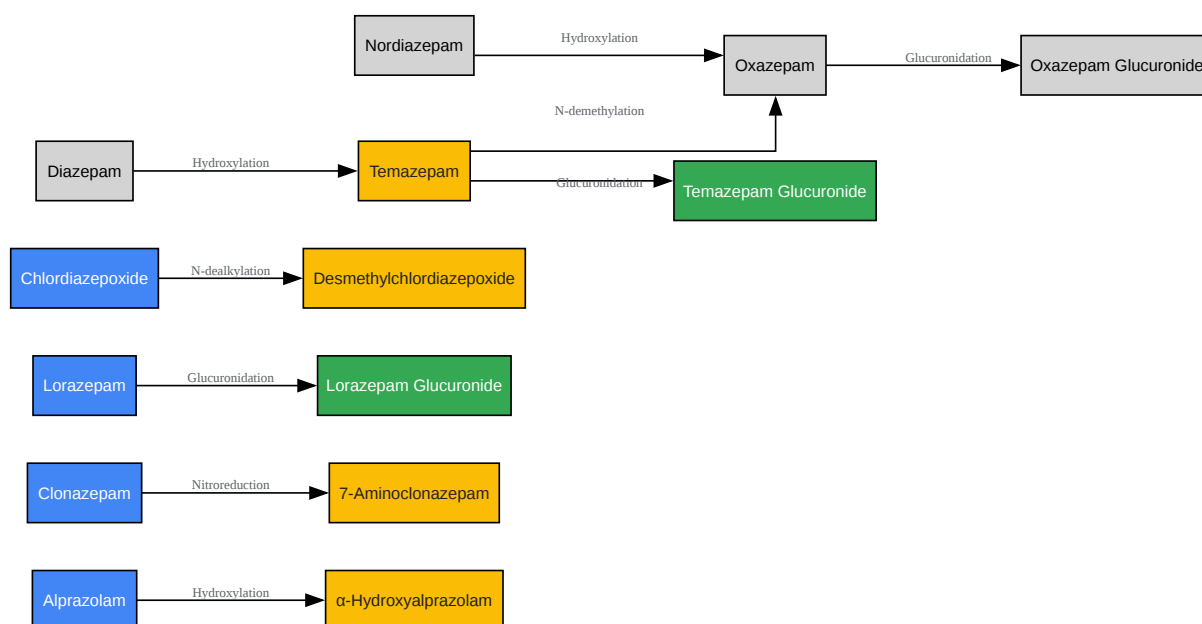 Nordiazepam
Hydroxylation
Oxazepam
Glucuronidation
Oxazepam Glucuronide
N-demethylation
Diazepam
Hydroxylation
Temazepam
Glucuronidation
Temazepam Glucuronide
Chlordiazepoxide
N-dealkylation
Desmethylchlordiazepoxide
Lorazepam
Glucuronidation
Lorazepam Glucuronide
Clonazepam
Nitroreduction
7-Aminoclonazepam
Alprazolam
Hydroxylation
α-Hydroxyalprazolam